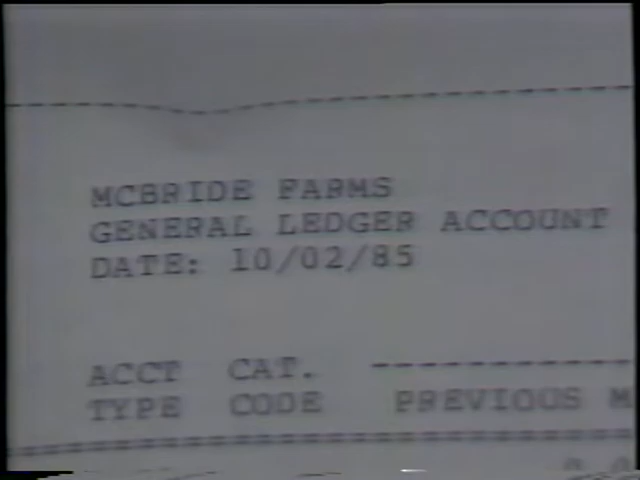 MCBRIDE FARMS
GENERAL LEDGER ACCOUNT
DATE: 10/02/85
ACCT CAT.
TYPE CODE PREVIOUS M